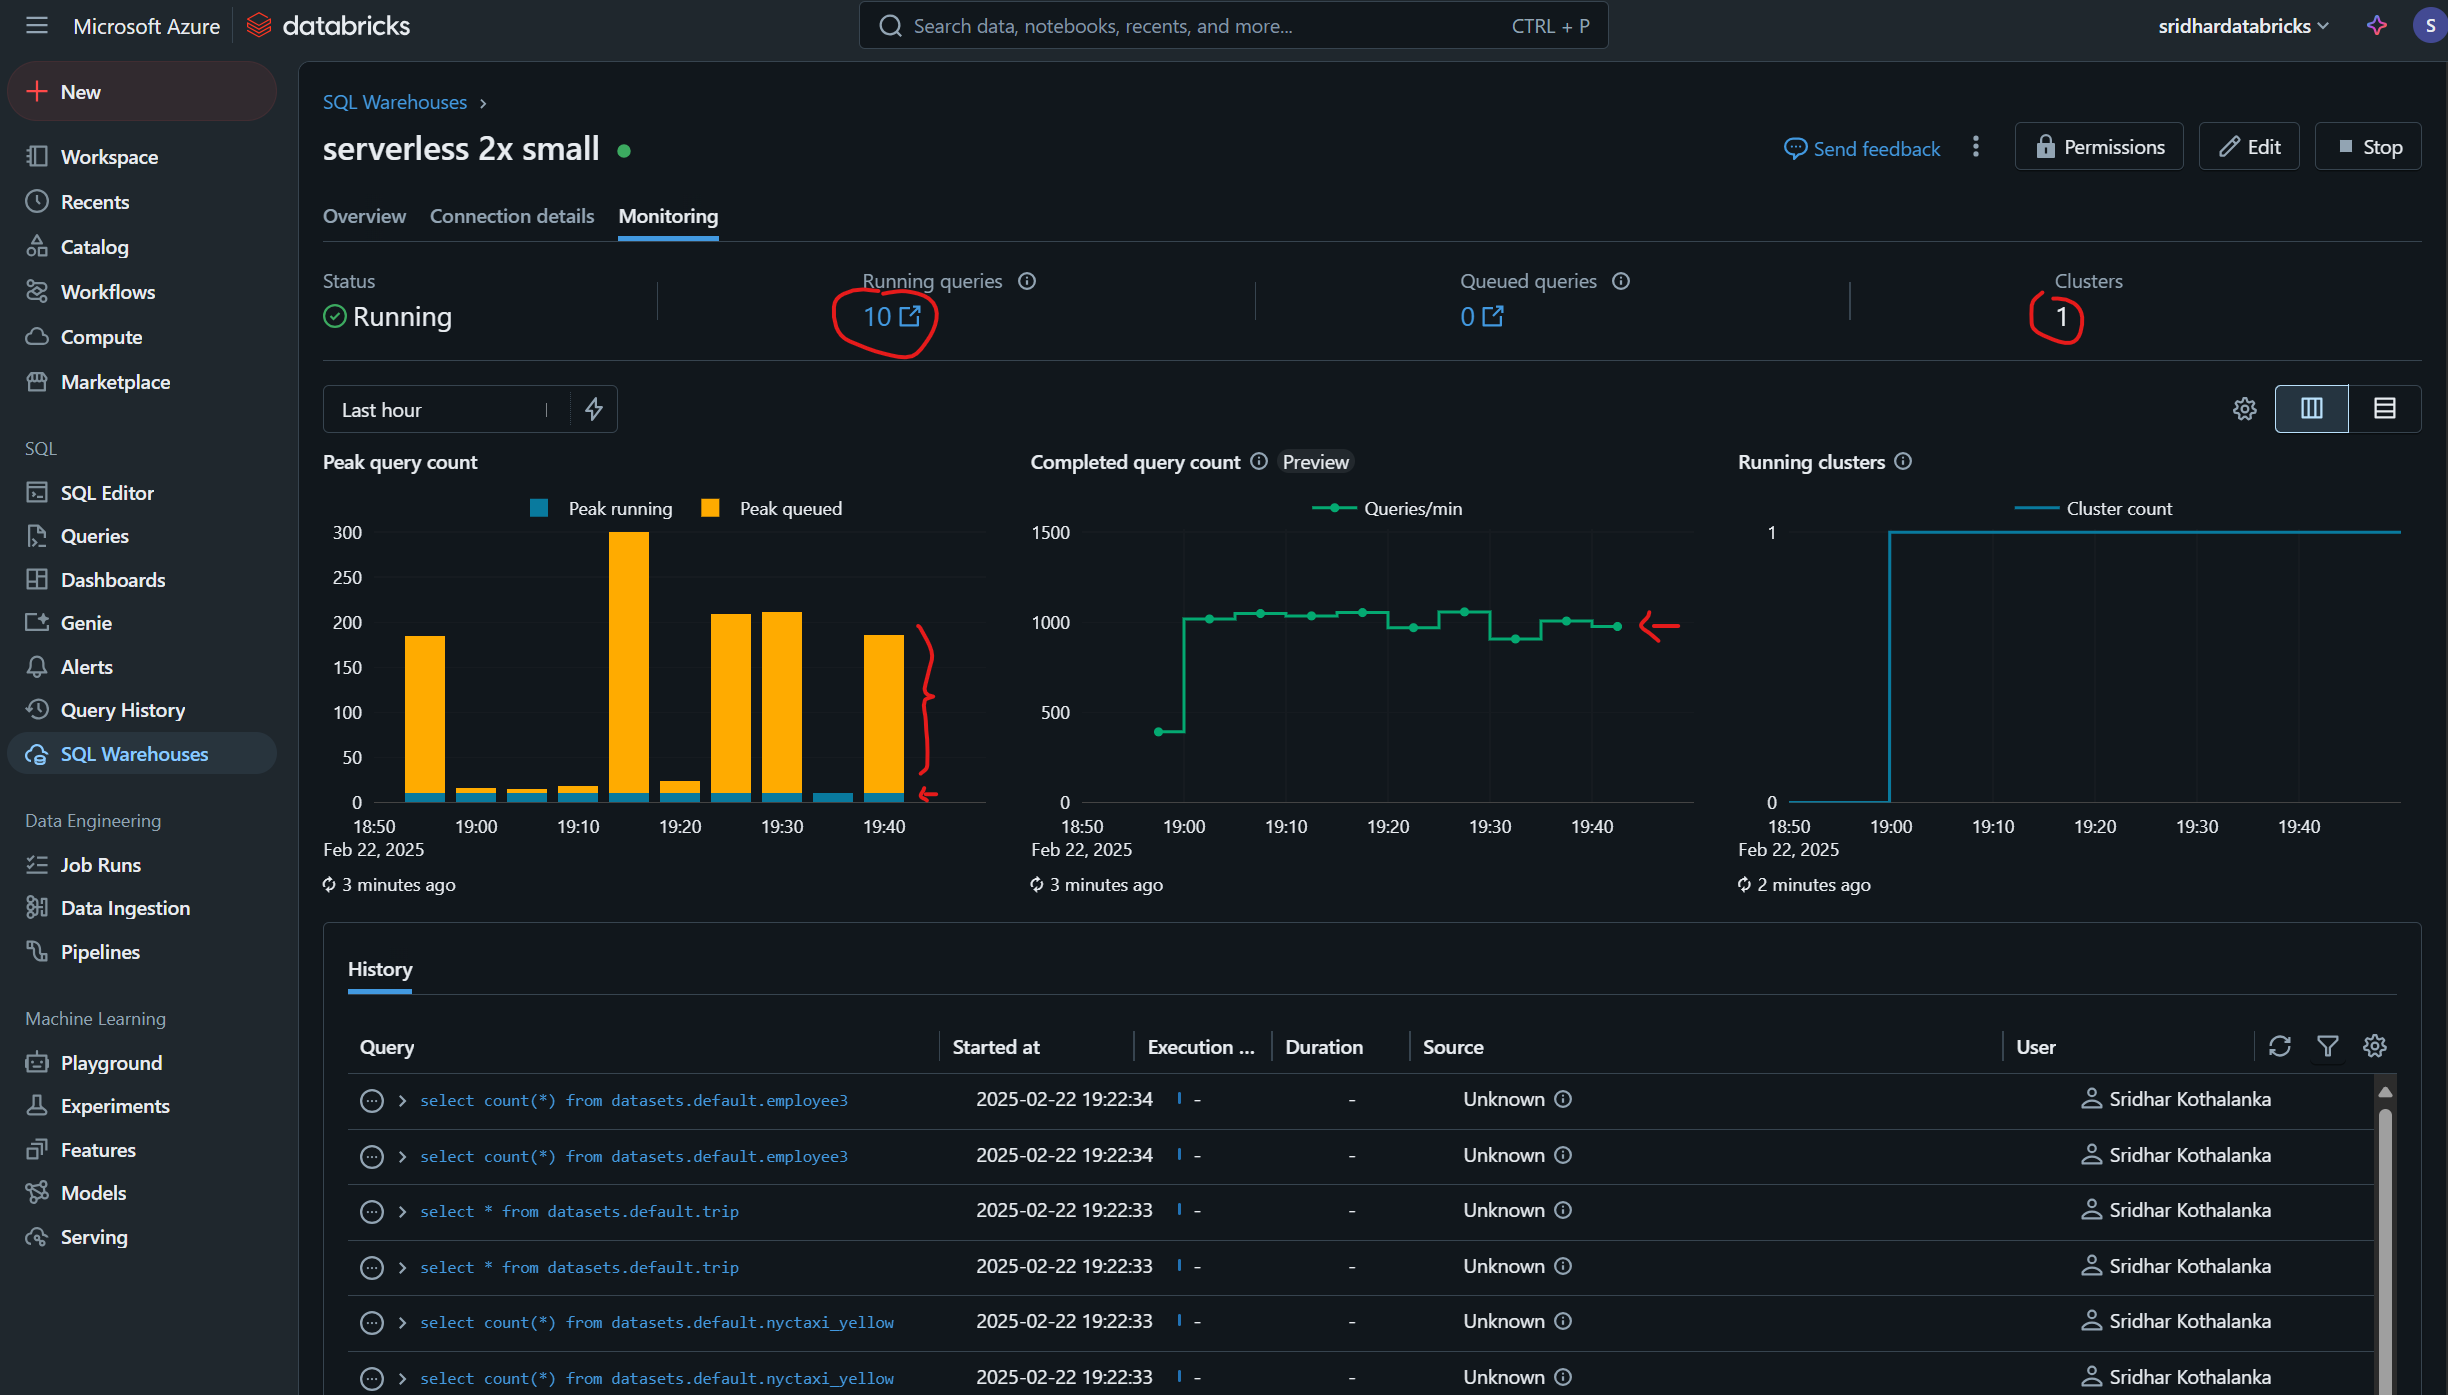 Microsoft Azure databricks
Search data, notebooks, recents, and more... CTRL + P
sridhardatabricks
S
New
Workspace
Recents
Catalog
Workflows
Compute
Marketplace
SQL
SQL Editor
Queries
Dashboards
Genie
Alerts
Query History
SQL Warehouses
Data Engineering
Job Runs
Data Ingestion
Pipelines
Machine Learning
Playground
Experiments
Features
Models
Serving
SQL Warehouses ›
serverless 2x small
Send feedback Permissions Edit Stop
Overview Connection details Monitoring
Status Running queries Queued queries Clusters
Running 10 0 1
Last hour
Peak query count
Peak running Peak queued
300
250
200
150
100
50
0
18:50 19:00 19:10 19:20 19:30 19:40
Feb 22, 2025
3 minutes ago
Completed query count Preview
Queries/min
1500
1000
500
0
18:50 19:00 19:10 19:20 19:30 19:40
Feb 22, 2025
3 minutes ago
Running clusters
Cluster count
1
0
18:50 19:00 19:10 19:20 19:30 19:40
Feb 22, 2025
2 minutes ago
History
Query Started at Execution ... Duration Source User
select count(*) from datasets.default.employee3 2025-02-22 19:22:34 - - Unknown Sridhar Kothalanka
select count(*) from datasets.default.employee3 2025-02-22 19:22:34 - - Unknown Sridhar Kothalanka
select * from datasets.default.trip 2025-02-22 19:22:33 - - Unknown Sridhar Kothalanka
select * from datasets.default.trip 2025-02-22 19:22:33 - - Unknown Sridhar Kothalanka
select count(*) from datasets.default.nyctaxi_yellow 2025-02-22 19:22:33 - - Unknown Sridhar Kothalanka
select count(*) from datasets.default.nyctaxi_yellow 2025-02-22 19:22:33 - - Unknown Sridhar Kothalanka